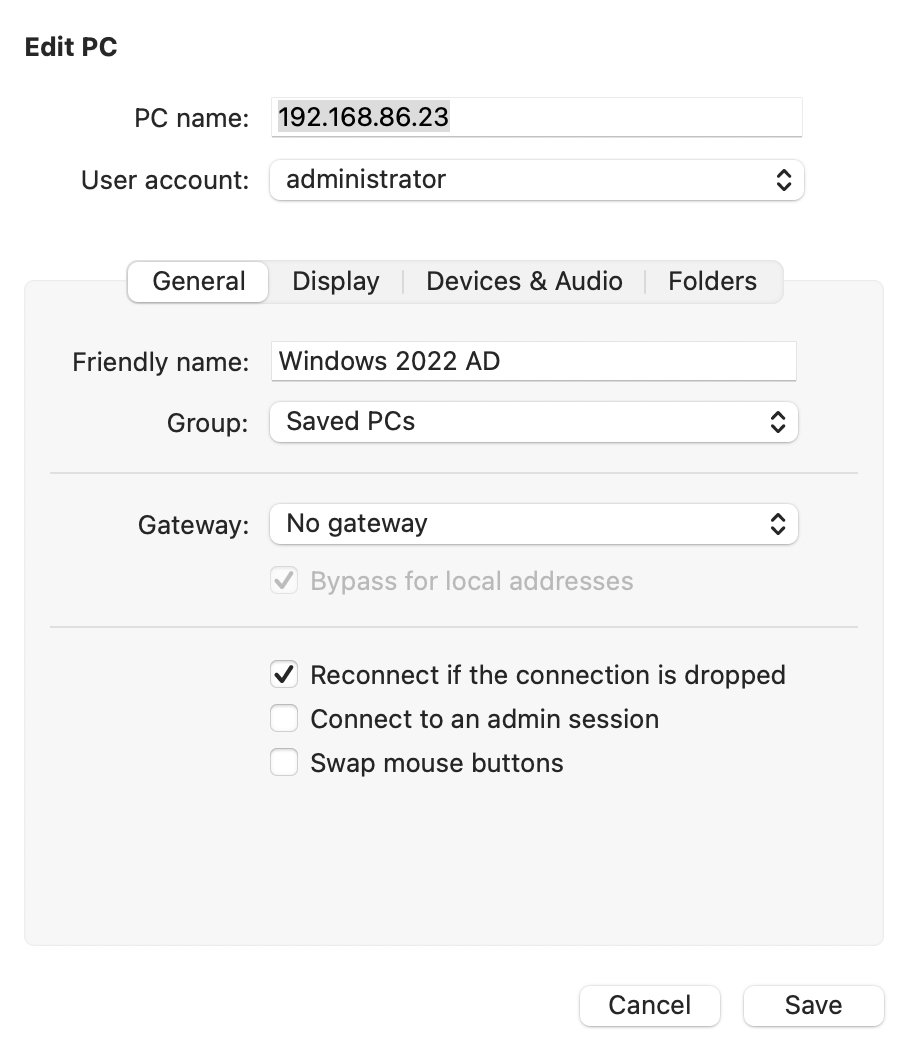 Edit PC
PC name: 192.168.86.23
User account: administrator
General Display Devices & Audio Folders
Friendly name: Windows 2022 AD
Group: Saved PCs
Gateway: No gateway
Bypass for local addresses
Reconnect if the connection is dropped
Connect to an admin session
Swap mouse buttons
Cancel Save